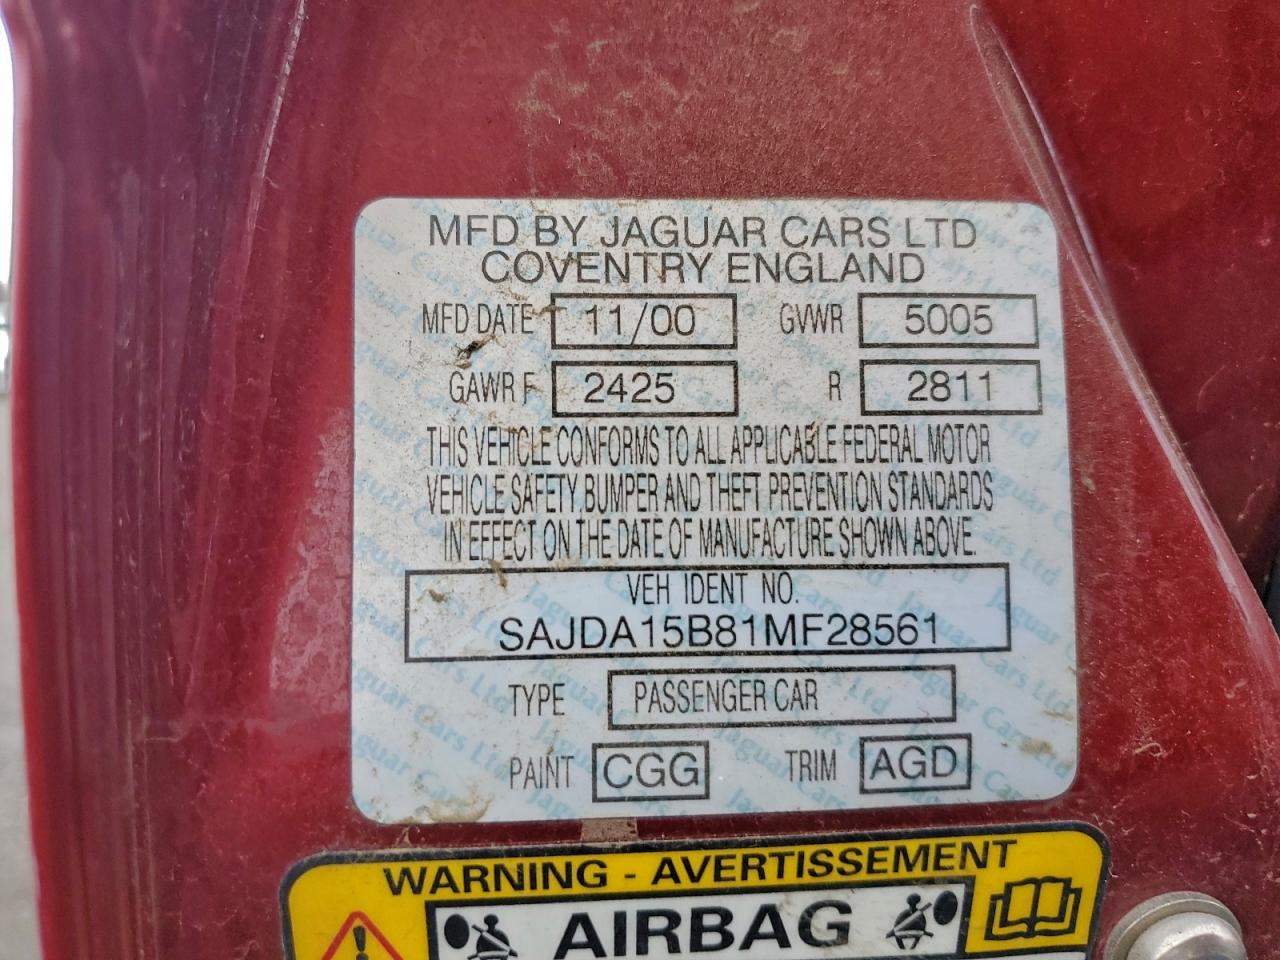 MFD BY JAGUAR CARS LTD
COVENTRY ENGLAND
MFD DATE 11/00 GVWR 5005
GAWR F 2425 R 2811
THIS VEHICLE CONFORMS TO ALL APPLICABLE FEDERAL MOTOR
VEHICLE SAFETY, BUMPER AND THEFT PREVENTION STANDARDS
IN EFFECT ON THE DATE OF MANUFACTURE SHOWN ABOVE.
VEH IDENT NO.
SAJDA15B81MF28561
TYPE PASSENGER CAR
PAINT CGG TRIM AGD
WARNING - AVERTISSEMENT
AIRBAG